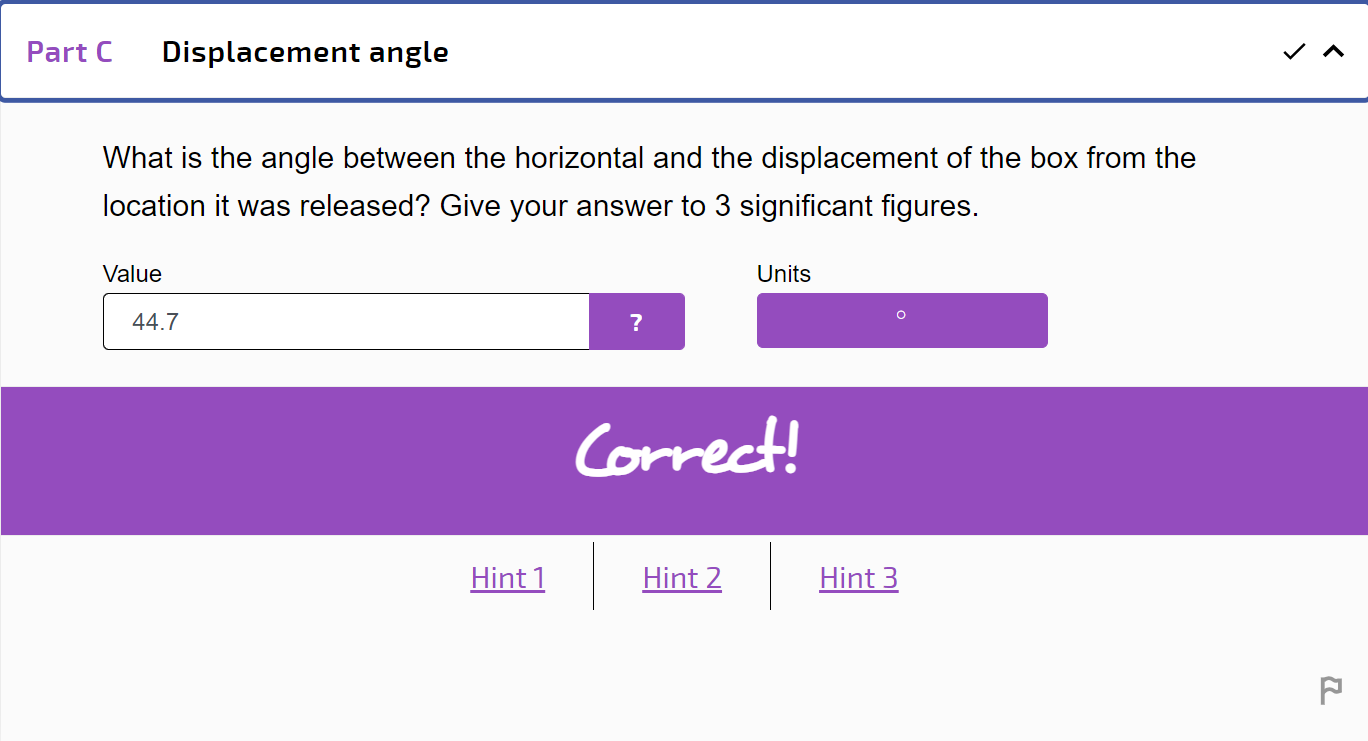 Part C Displacement angle
What is the angle between the horizontal and the displacement of the box from the
location it was released? Give your answer to 3 significant figures.
Value Units
44.7 ? °
Correct!
Hint 1 Hint 2 Hint 3